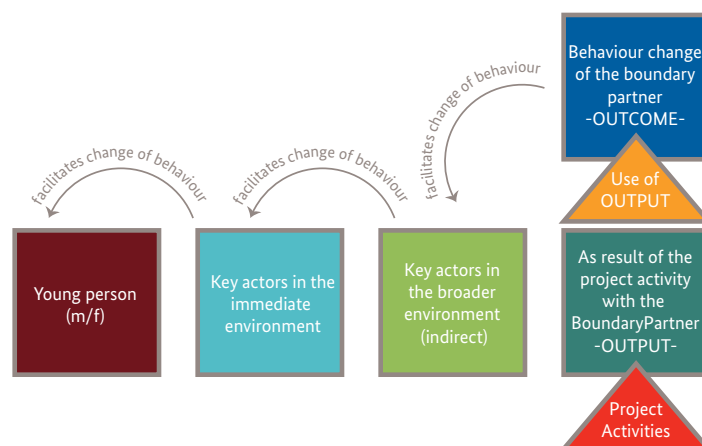 Behaviour change
of the boundary
partner
-OUTCOME-
facilitates change of behaviour
facilitates change of behaviour
facilitates change of behaviour
Use of
OUTPUT
Young person
(m/f)
Key actors in the
immediate
environment
Key actors in
the broader
environment
(indirect)
As result of the
project activity
with the
BoundaryPartner
-OUTPUT-
Project
Activities